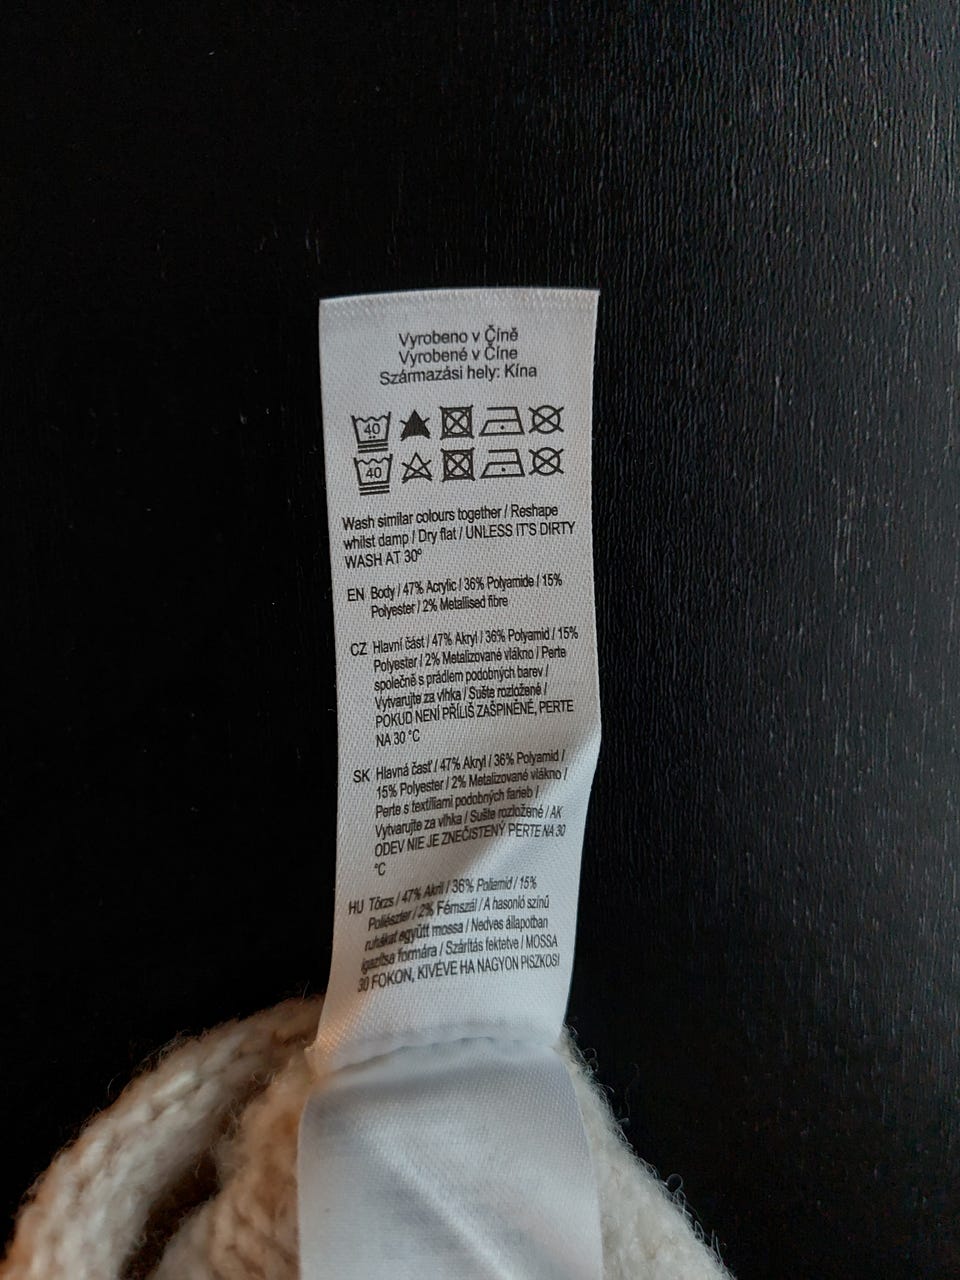 Vyrobeno v Číně
Vyrobené v Číne
Származási hely: Kína
40
40
Wash similar colours together / Reshape
whilst damp / Dry flat / UNLESS IT'S DIRTY
WASH AT 30º
EN Body / 47% Acrylic / 36% Polyamide / 15%
Polyester / 2% Metallised fibre
CZ Hlavní část / 47% Akryl / 36% Polyamid / 15%
Polyester / 2% Metalizované vlákno / Perte
společně s prádlem podobných barev /
Vytvarujte za vlhka / Sušte rozložené /
POKUD NENÍ PŘÍLIŠ ZAŠPINĚNÉ, PERTE
NA 30 °C
SK Hlavná časť / 47% Akryl / 36% Polyamid /
15% Polyester / 2% Metalizované vlákno /
Perte s textíliami podobných farieb /
Vytvarujte za vlhka / Sušte rozložené / AK
ODEV NIE JE ZNEČISTENÝ PERTE NA 30
°C
HU Törzs / 47% Akril / 36% Poliamid / 15%
Poliészter / 2% Fémszál / A hasonló színű
ruhákat együtt mossa / Nedves állapotban
igazítsa formára / Szárítás fektetve / MOSSA
30 FOKON, KIVÉVE HA NAGYON PISZKOS!